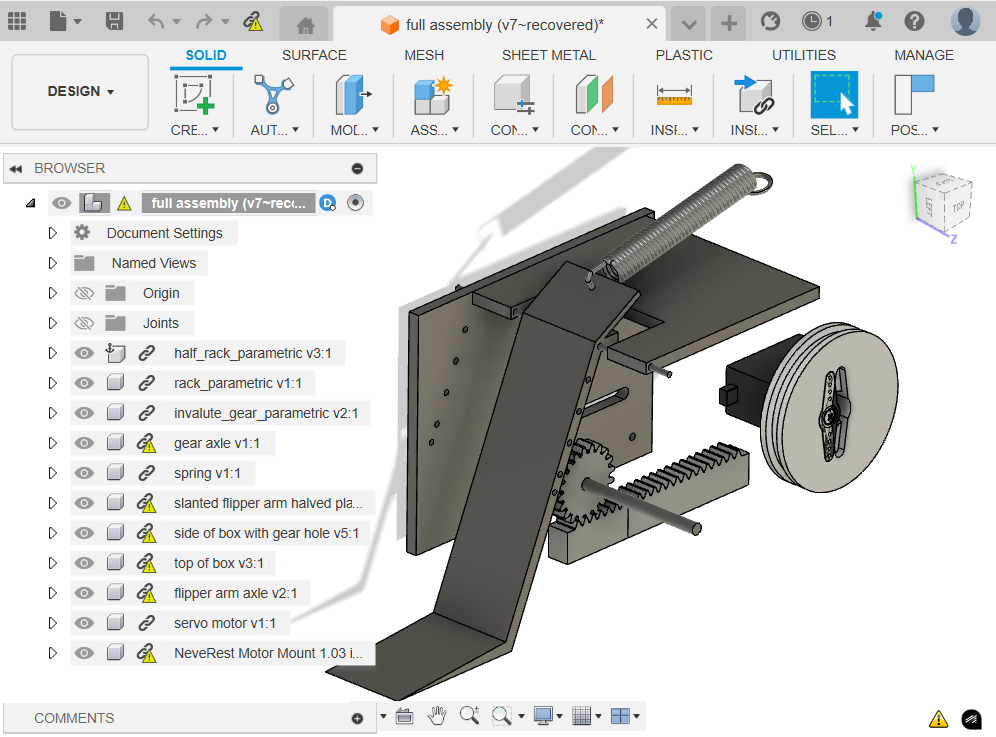 1
full assembly (v7~recovered)*
SOLID SURFACE MESH SHEET METAL PLASTIC UTILITIES MANAGE
DESIGN
CRE... AUT... MOD... ASS... CON... CON... INSP... INSE... SEL... POS...
BROWSER
full assembly (v7~reco...
Document Settings
Named Views
Origin
Joints
half_rack_parametric v3:1
rack_parametric v1:1
invalute_gear_parametric v2:1
gear axle v1:1
spring v1:1
slanted flipper arm halved pla...
side of box with gear hole v5:1
top of box v3:1
flipper arm axle v2:1
servo motor v1:1
NeveRest Motor Mount 1.03 i...
COMMENTS
Y
LEFT
TOP
Z